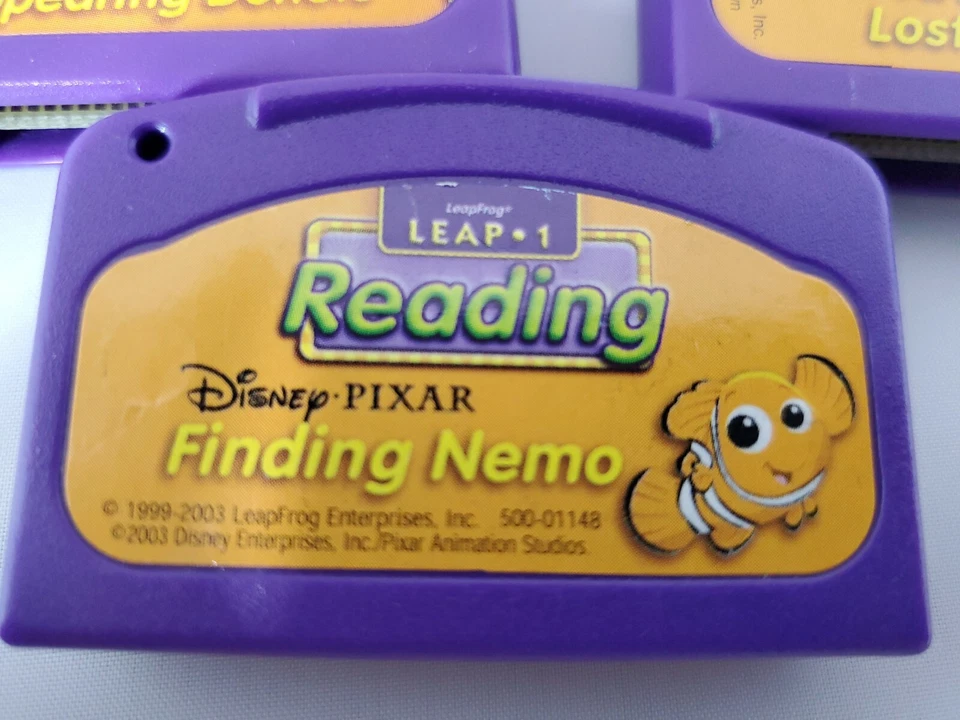 LeapFrog®
LEAP•1
Reading
Disney·PIXAR
Finding Nemo
© 1999-2003 LeapFrog Enterprises, Inc. 500-01148
©2003 Disney Enterprises, Inc./Pixar Animation Studios.
Inc.
Lost